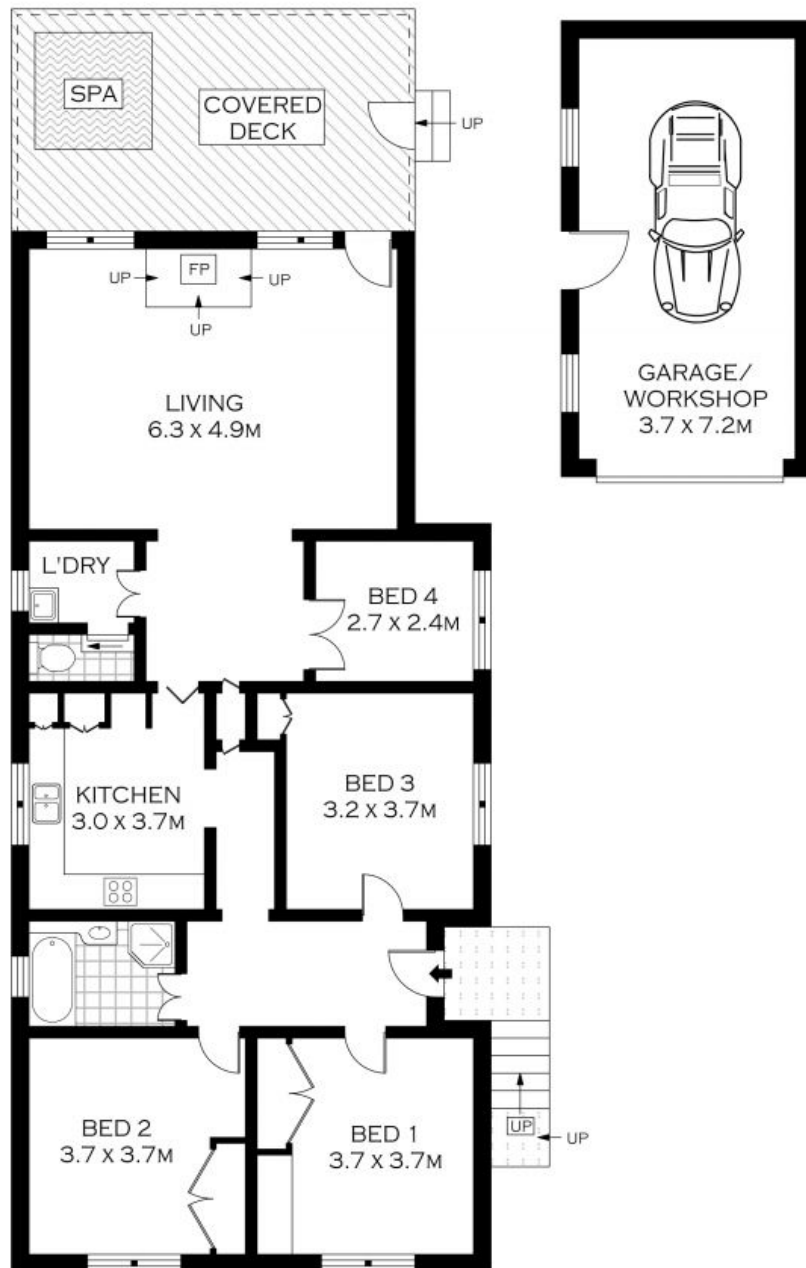 SPA
COVERED
DECK
UP
FP
UP
UP
UP
LIVING
6.3 X 4.9M
GARAGE/
WORKSHOP
3.7 X 7.2M
L'DRY
BED 4
2.7 X 2.4M
KITCHEN
3.0 X 3.7M
BED 3
3.2 X 3.7M
BED 2
3.7 X 3.7M
BED 1
3.7 X 3.7M
UP
UP